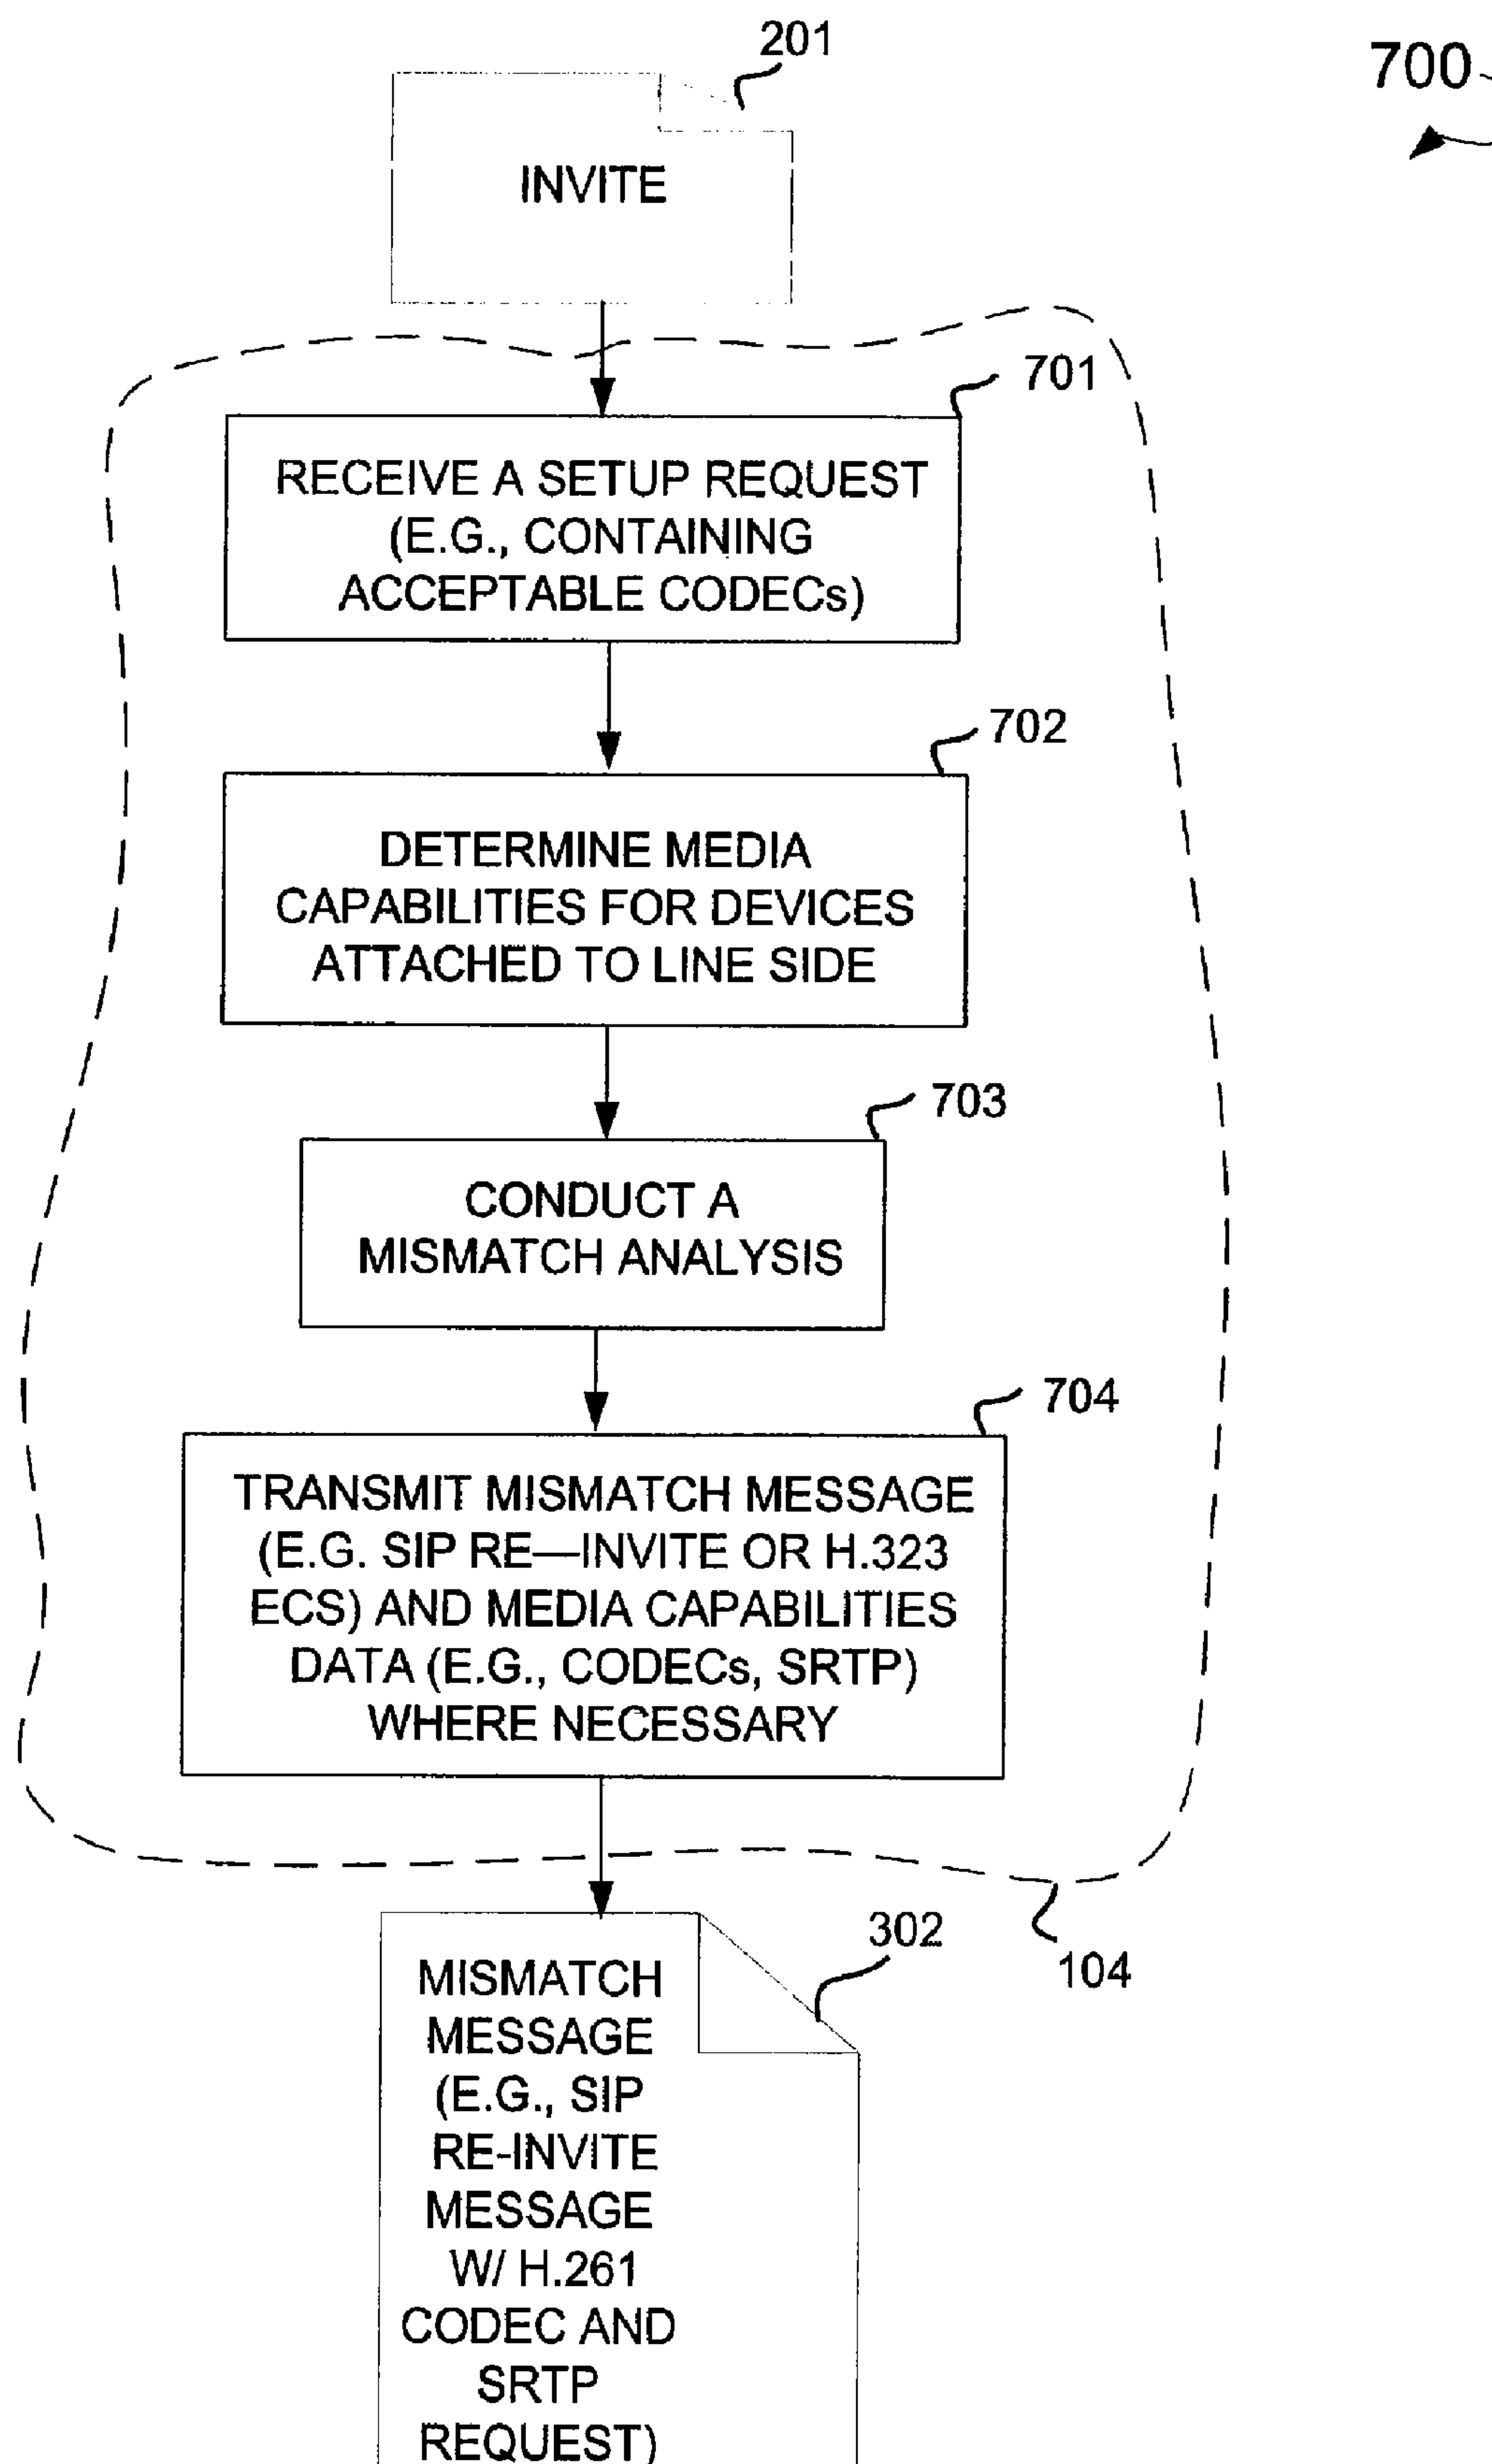 201
700
INVITE
701
RECEIVE A SETUP REQUEST
(E.G., CONTAINING
ACCEPTABLE CODECs)
702
DETERMINE MEDIA
CAPABILITIES FOR DEVICES
ATTACHED TO LINE SIDE
703
CONDUCT A
MISMATCH ANALYSIS
704
TRANSMIT MISMATCH MESSAGE
(E.G. SIP RE—INVITE OR H.323
ECS) AND MEDIA CAPABILITIES
DATA (E.G., CODECs, SRTP)
WHERE NECESSARY
302
104
MISMATCH
MESSAGE
(E.G., SIP
RE-INVITE
MESSAGE
W/ H.261
CODEC AND
SRTP
REQUEST)